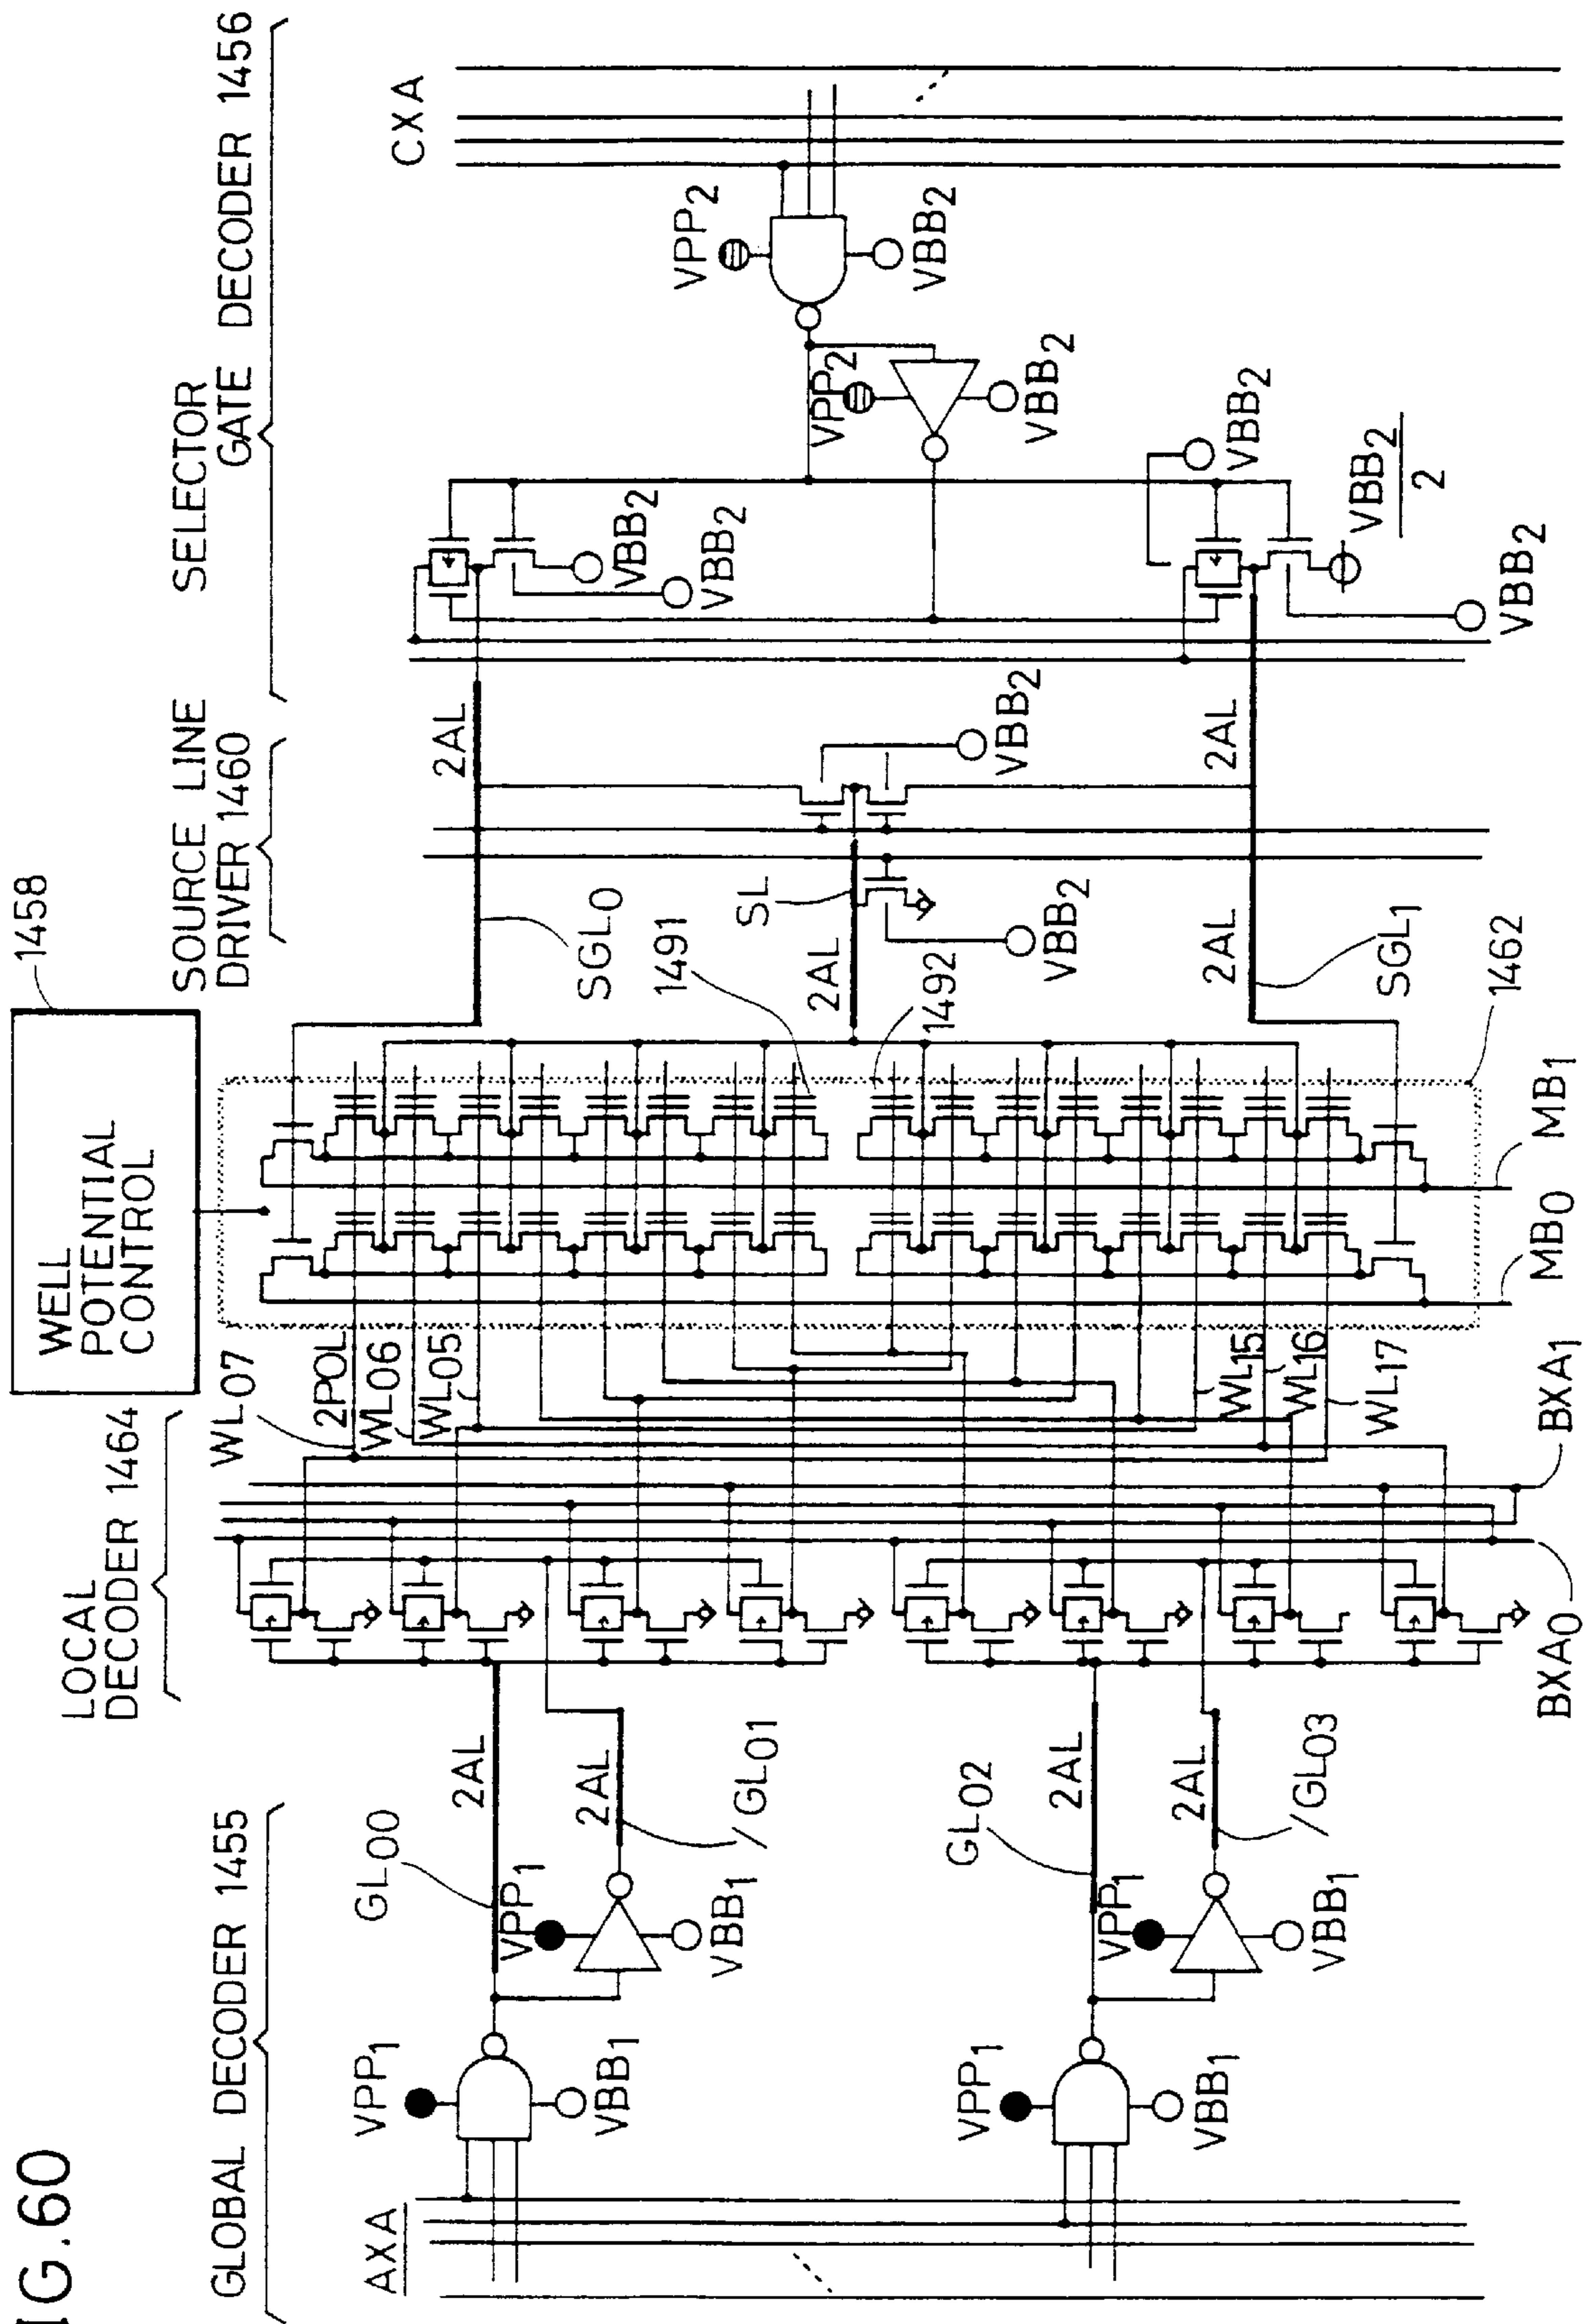 IG.60
GLOBAL DECODER 1455
LOCAL
DECODER 1464
WELL
POTENTIAL
CONTROL
1458
SOURCE LINE
DRIVER 1460
SELECTOR
GATE DECODER 1456
AXA
VPP1
VBB1
GL00
VPP1
VBB1
2AL
2AL
/GL01
VPP1
VBB1
GL02
VPP1
VBB1
2AL
2AL
/GL03
BXA0
BXA1
WL07
2POL
WL06
WL05
WL15
WL16
WL17
MB0
MB1
1462
1491
1492
SGL0
2AL
SL
2AL
VBB2
VBB2
SGL1
2AL
2AL
VBB2
VBB2
VBB2
VBB2
2
VBB2
VPP2
VBB2
VPP2
VBB2
CXA